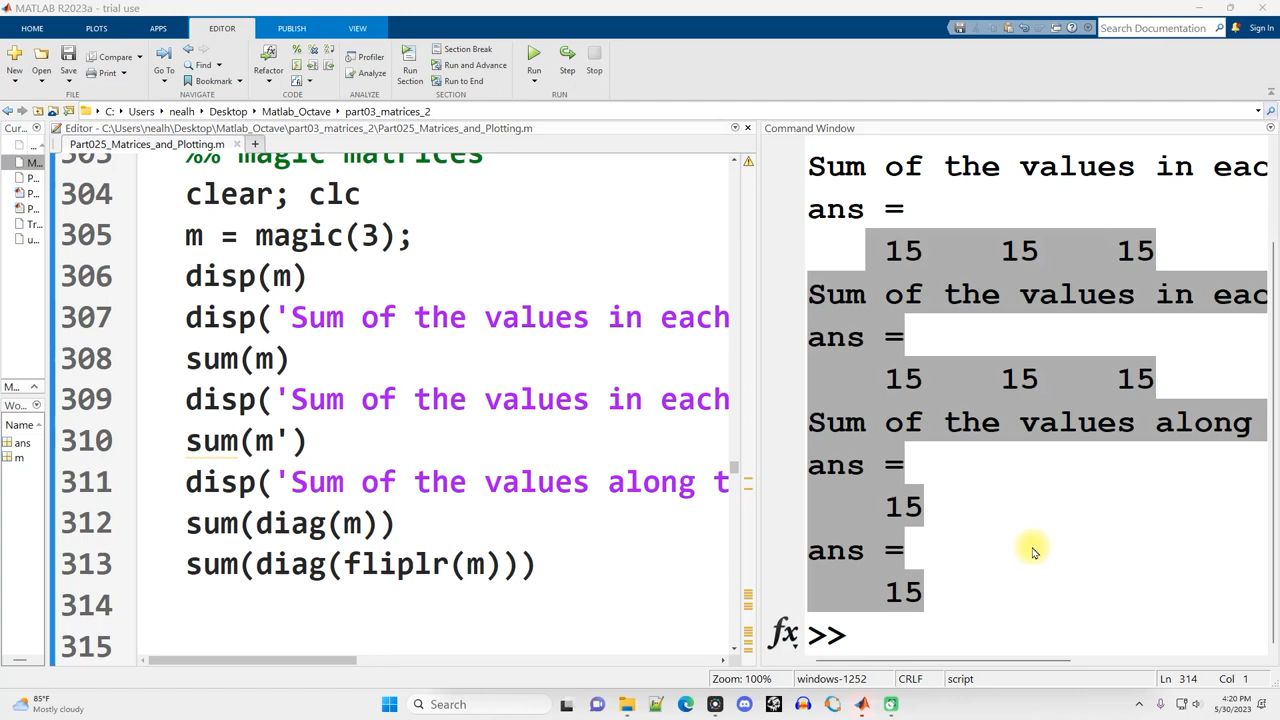 MATLAB R2023a - trial use
HOME PLOTS APPS EDITOR PUBLISH VIEW
Search Documentation
Sign In
New Open Save Compare Print
Go To Find Bookmark
Refactor
Profiler Analyze
Run Section
Section Break
Run and Advance
Run to End
Run Step Stop
FILE NAVIGATE CODE ANALYZE SECTION RUN
C: Users nealh Desktop Matlab_Octave part03_matrices_2
Cur...
Editor - C:\Users\nealh\Desktop\Matlab_Octave\part03_matrices_2\Part025_Matrices_and_Plotting.m
Part025_Matrices_and_Plotting.m
...
M...
P...
P...
P...
Tr...
u...
M...
Wo...
Name
ans
m
303 %% magic matrices
304 clear; clc
305 m = magic(3);
306 disp(m)
307 disp('Sum of the values in each
308 sum(m)
309 disp('Sum of the values in each
310 sum(m')
311 disp('Sum of the values along t
312 sum(diag(m))
313 sum(diag(fliplr(m)))
314
315
Command Window
Sum of the values in eac
ans =
15 15 15
Sum of the values in eac
ans =
15 15 15
Sum of the values along
ans =
15
ans =
15
fx >>
Zoom: 100% windows-1252 CRLF script Ln 314 Col 1
85°F
Mostly cloudy
Search
4:20 PM
5/30/2023